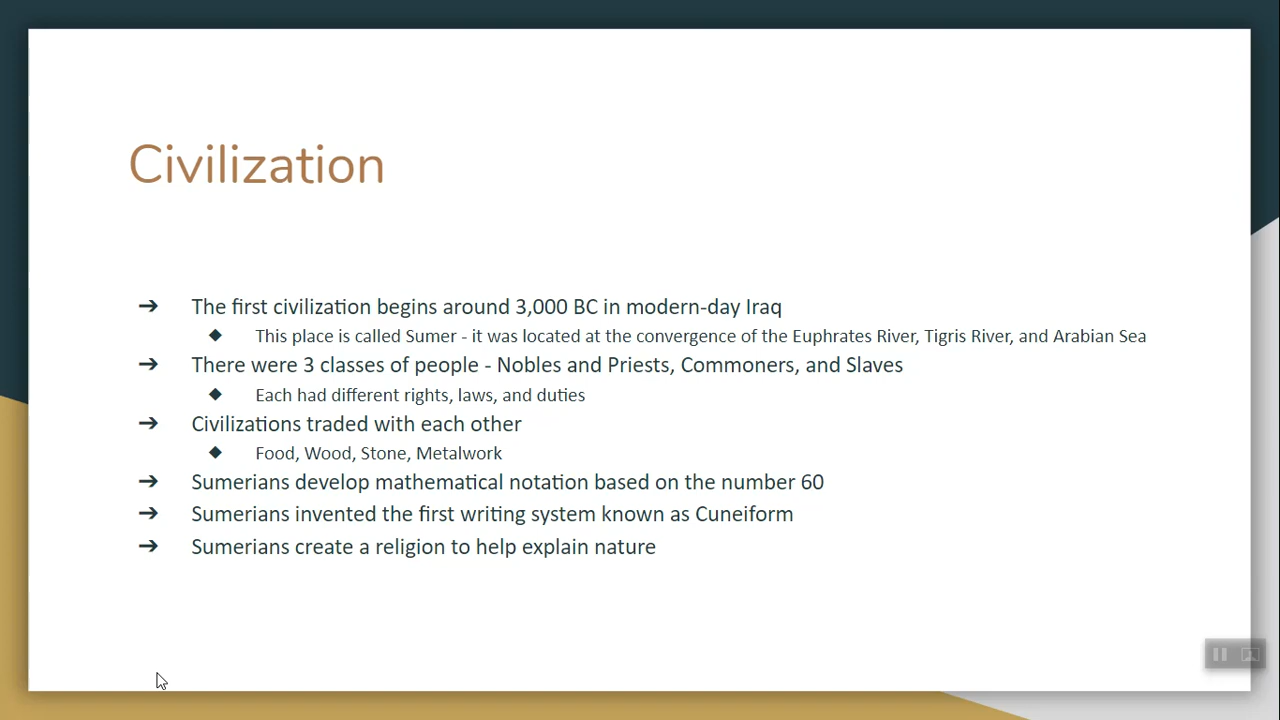 Civilization
➔ The first civilization begins around 3,000 BC in modern-day Iraq
◆ This place is called Sumer - it was located at the convergence of the Euphrates River, Tigris River, and Arabian Sea
➔ There were 3 classes of people - Nobles and Priests, Commoners, and Slaves
◆ Each had different rights, laws, and duties
➔ Civilizations traded with each other
◆ Food, Wood, Stone, Metalwork
➔ Sumerians develop mathematical notation based on the number 60
➔ Sumerians invented the first writing system known as Cuneiform
➔ Sumerians create a religion to help explain nature